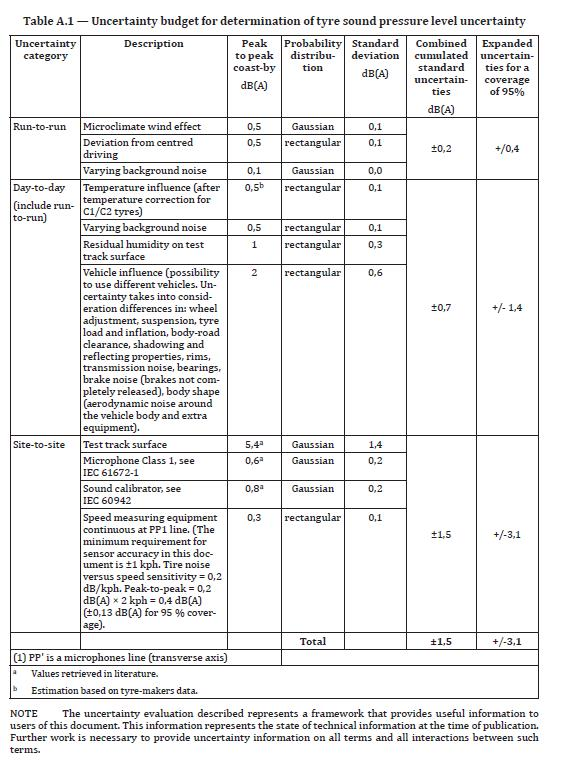 Table A.1 — Uncertainty budget for determination of tyre sound pressure level uncertainty
Uncertainty category | Description | Peak to peak coast-by dB(A) | Probability distribu-tion | Standard deviation dB(A) | Combined cumulated standard uncertain-ties dB(A) | Expanded uncertain-ties for a coverage of 95%
Run-to-run | Microclimate wind effect | 0,5 | Gaussian | 0,1 | ±0,2 | +/0,4
Deviation from centred driving | 0,5 | rectangular | 0,1
Varying background noise | 0,1 | Gaussian | 0,0
Day-to-day (include run-to-run) | Temperature influence (after temperature correction for C1/C2 tyres) | 0,5b | rectangular | 0,1 | ±0,7 | +/- 1,4
Varying background noise | 0,5 | rectangular | 0,1
Residual humidity on test track surface | 1 | rectangular | 0,3
Vehicle influence (possibility to use different vehicles. Un-certainty takes into consid-eration differences in: wheel adjustment, suspension, tyre load and inflation, body-road clearance, shadowing and reflecting properties, rims, transmission noise, bearings, brake noise (brakes not com-pletely released), body shape (aerodynamic noise around the vehicle body and extra equipment). | 2 | rectangular | 0,6
Site-to-site | Test track surface | 5,4a | Gaussian | 1,4 | ±1,5 | +/-3,1
Microphone Class 1, see IEC 61672-1 | 0,6a | Gaussian | 0,2
Sound calibrator, see IEC 60942 | 0,8a | Gaussian | 0,2
Speed measuring equipment continuous at PP1 line. (The minimum requirement for sensor accuracy in this doc-ument is ±1 kph. Tire noise versus speed sensitivity = 0,2 dB/kph. Peak-to-peak = 0,2 dB(A) × 2 kph = 0,4 dB(A) (±0,13 dB(A) for 95 % cover-age). | 0,3 | rectangular | 0,1
Total | ±1,5 | +/-3,1
(1) PP' is a microphones line (transverse axis)
a Values retrieved in literature.
b Estimation based on tyre-makers data.
NOTE The uncertainty evaluation described represents a framework that provides useful information to
users of this document. This information represents the state of technical information at the time of publication.
Further work is necessary to provide uncertainty information on all terms and all interactions between such
terms.